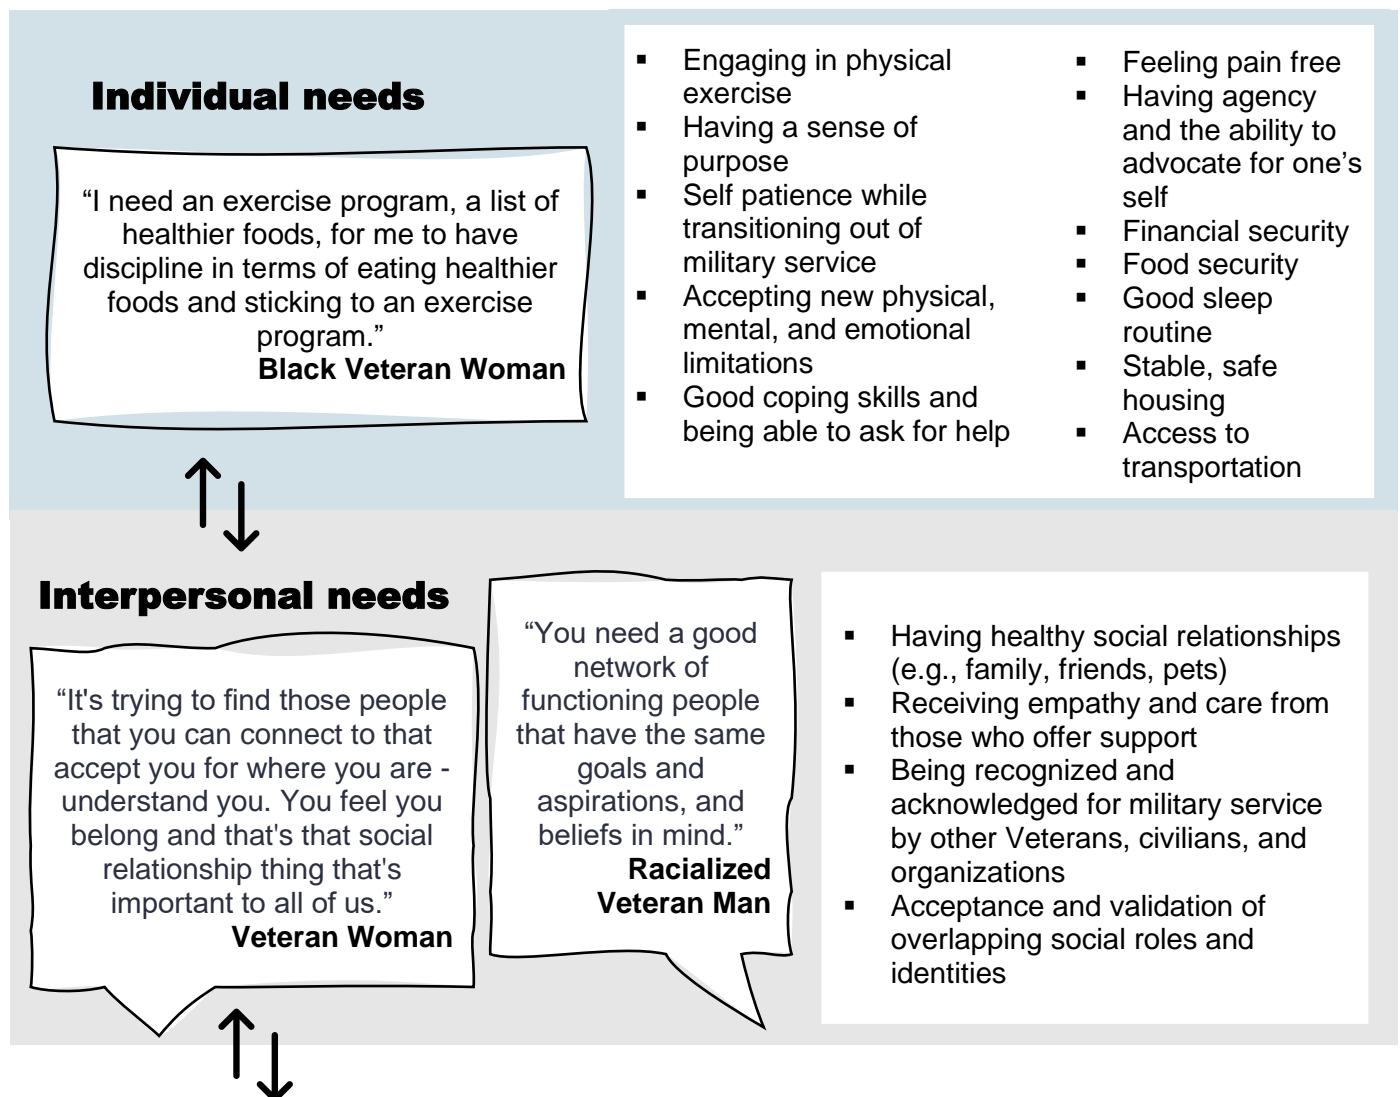 Individual needs
“I need an exercise program, a list of
healthier foods, for me to have
discipline in terms of eating healthier
foods and sticking to an exercise
program.”
Black Veteran Woman
▪ Engaging in physical
exercise
▪ Having a sense of
purpose
▪ Self patience while
transitioning out of
military service
▪ Accepting new physical,
mental, and emotional
limitations
▪ Good coping skills and
being able to ask for help
▪ Feeling pain free
▪ Having agency
and the ability to
advocate for one’s
self
▪ Financial security
▪ Food security
▪ Good sleep
routine
▪ Stable, safe
housing
▪ Access to
transportation
Interpersonal needs
“It's trying to find those people
that you can connect to that
accept you for where you are -
understand you. You feel you
belong and that's that social
relationship thing that's
important to all of us.”
Veteran Woman
“You need a good
network of
functioning people
that have the same
goals and
aspirations, and
beliefs in mind.”
Racialized
Veteran Man
▪ Having healthy social relationships
(e.g., family, friends, pets)
▪ Receiving empathy and care from
those who offer support
▪ Being recognized and
acknowledged for military service
by other Veterans, civilians, and
organizations
▪ Acceptance and validation of
overlapping social roles and
identities